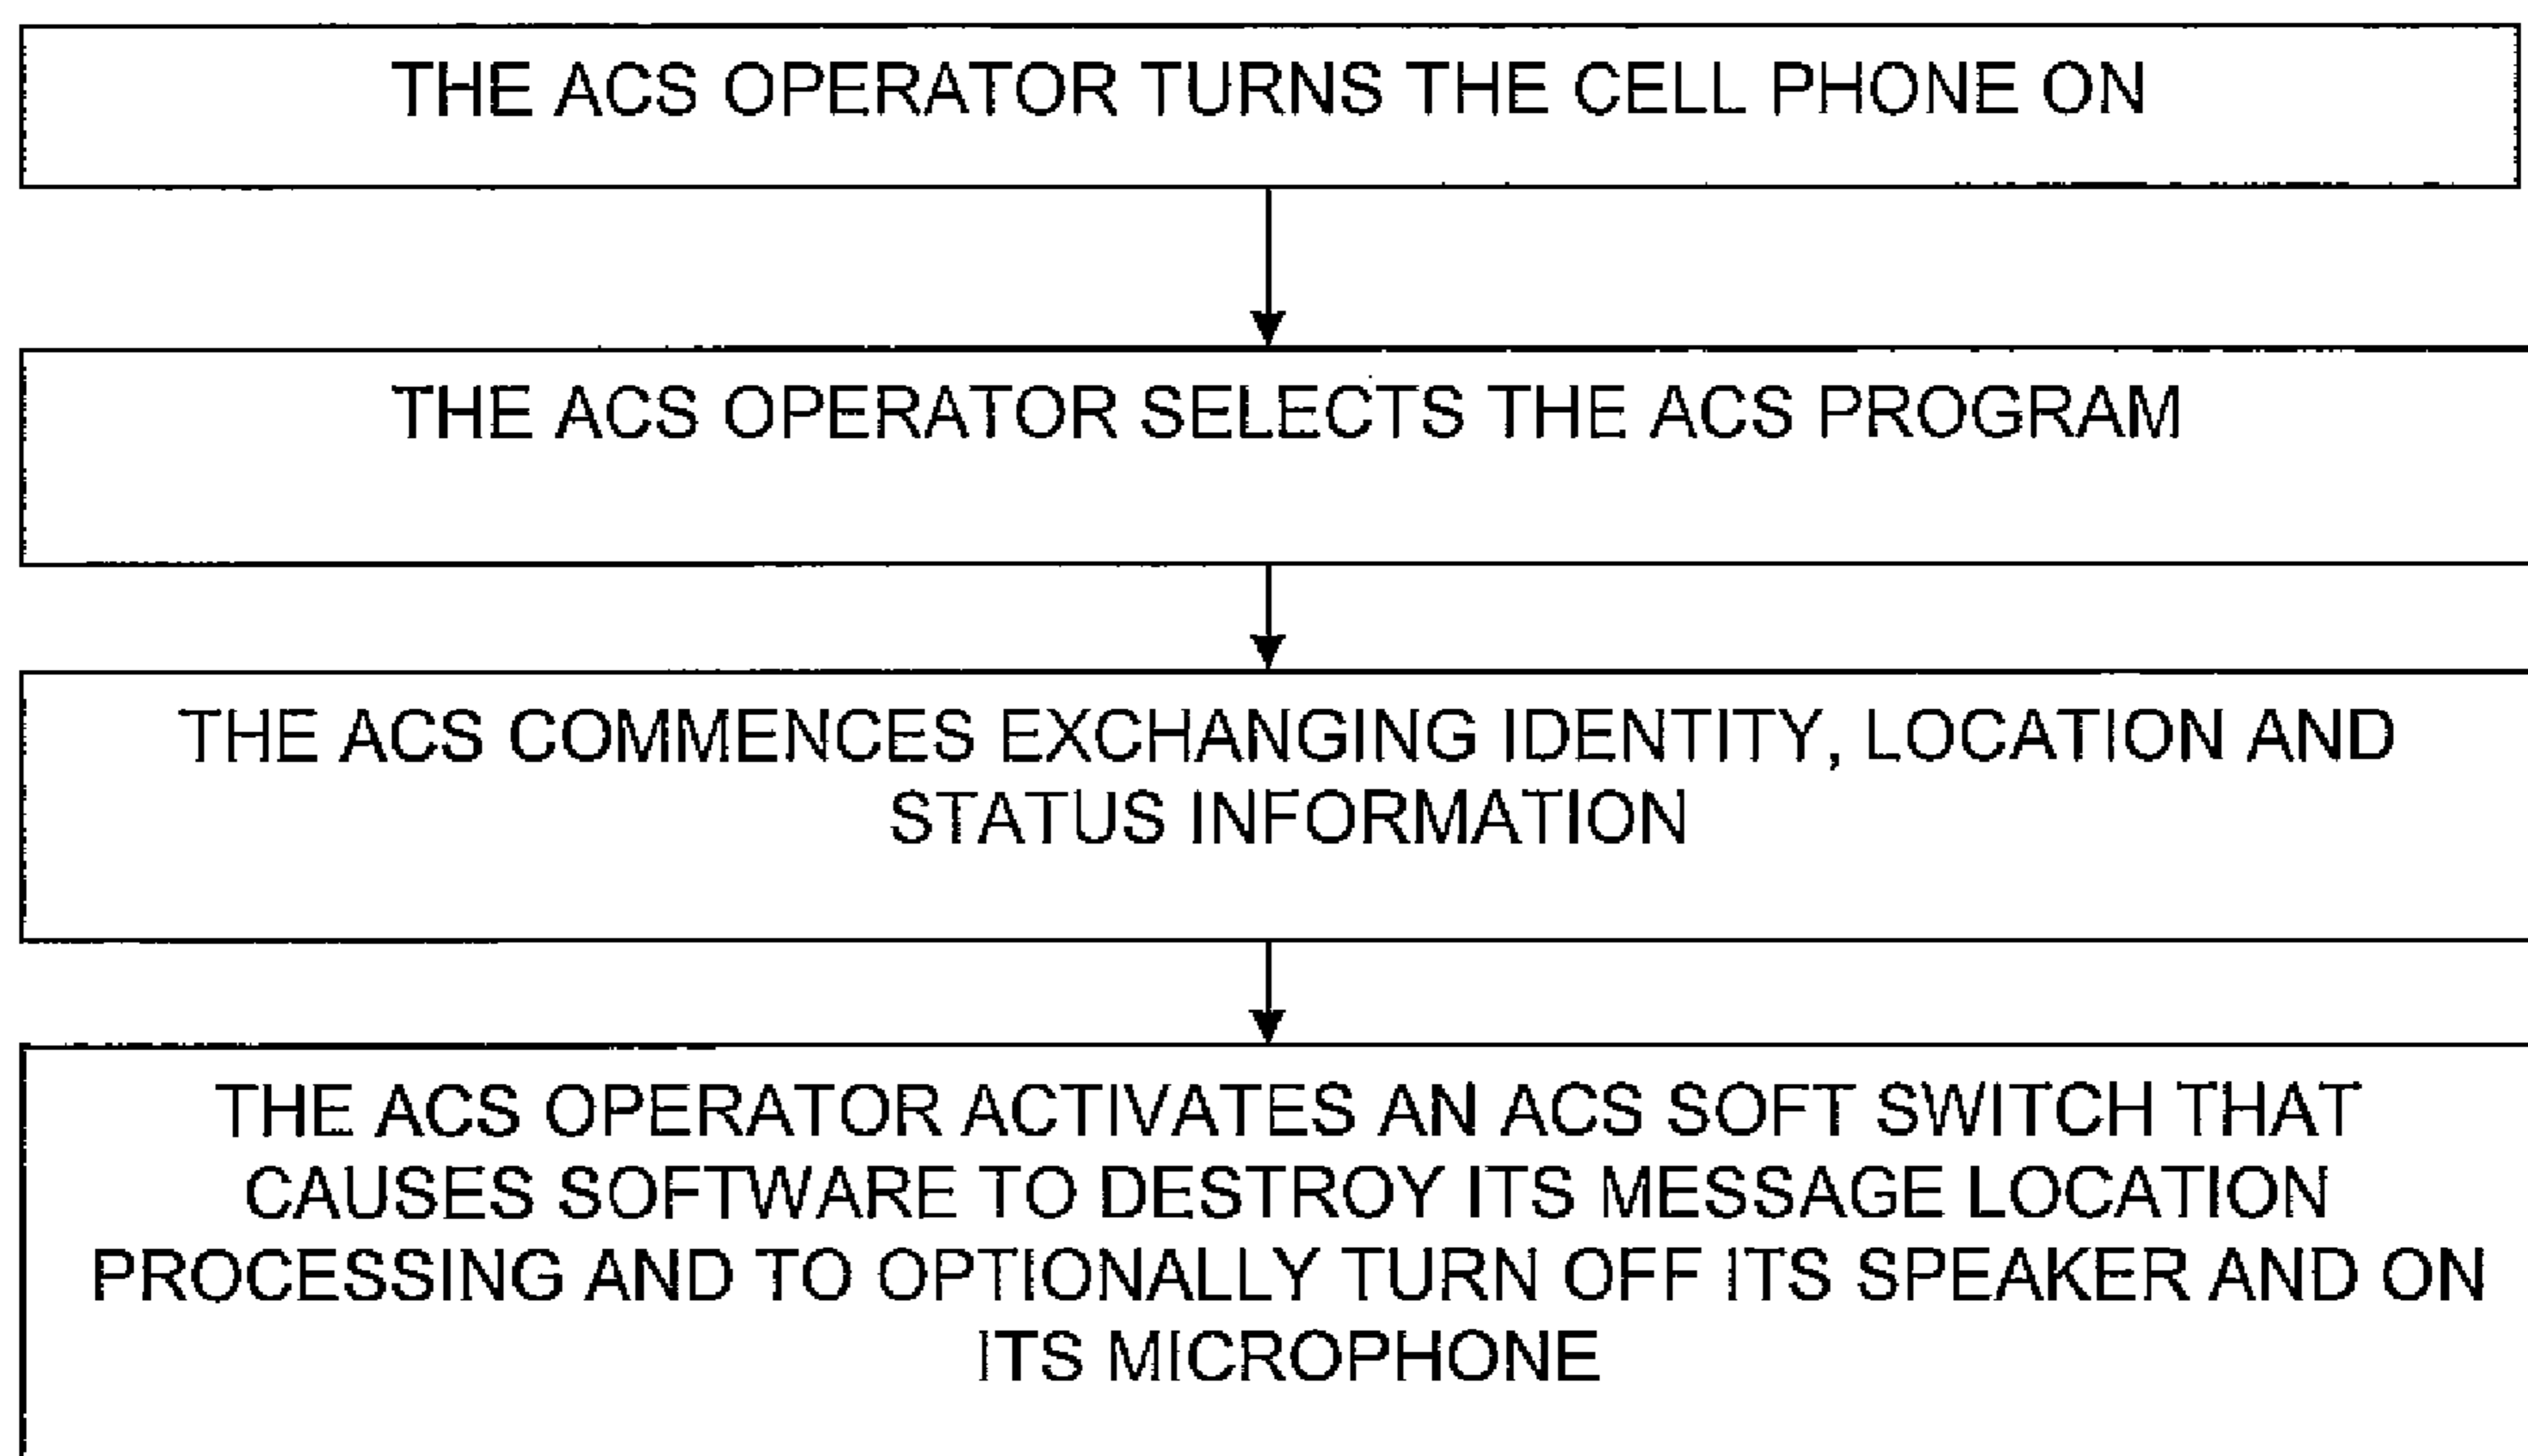 THE ACS OPERATOR TURNS THE CELL PHONE ON
THE ACS OPERATOR SELECTS THE ACS PROGRAM
THE ACS COMMENCES EXCHANGING IDENTITY, LOCATION AND
STATUS INFORMATION
THE ACS OPERATOR ACTIVATES AN ACS SOFT SWITCH THAT
CAUSES SOFTWARE TO DESTROY ITS MESSAGE LOCATION
PROCESSING AND TO OPTIONALLY TURN OFF ITS SPEAKER AND ON
ITS MICROPHONE